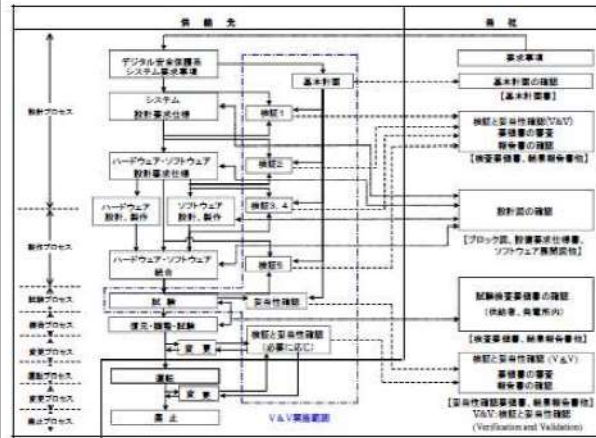 供給先
当社
デジタル安全保護系
システム要求事項
要求事項
基本計画
基本計画の確認
【基本計画書】
設計プロセス
システム
設計要求仕様
検証1
検証と妥当性確認(V&V)
要領書の審査
報告書の確認
【検査要領書、結果報告書他】
ハードウェア・ソフトウェア
設計要求仕様
検証2
ハードウェア
設計、製作
ソフトウェア
設計、製作
検証3、4
設計図の確認
【ブロック図、設備要求仕様書、
ソフトウェア展開図他】
製作プロセス
ハードウェア・ソフトウェア
統合
検証5
試験プロセス
試験
妥当性確認
試験検査要領書の確認
(供給者、発電所内)
【検査要領書、結果報告書他】
プロセス
・試験
変更プロセス
変更
検証と妥当性確認
(必要に応じ)
検証と妥当性確認 (V&V)
要領書の審査
報告書の確認
【妥当性確認要領書、結果報告書他】
運転プロセス
運転
変更プロセス
変更
廃止プロセス
廃止
V&V実施範囲
V&V:検証と妥当性確認
(Verification and Validation)